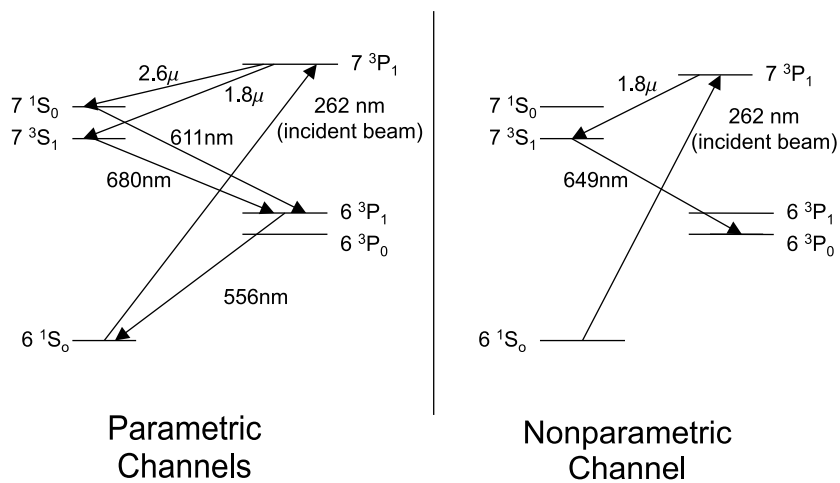 7 ³P₁
2.6μ
7 ¹S₀
1.8μ
262 nm
7 ³S₁
611nm
(incident beam)
680nm
6 ³P₁
6 ³P₀
556nm
6 ¹Sₒ
Parametric
Channels
7 ³P₁
1.8μ
7 ¹S₀
262 nm
7 ³S₁
(incident beam)
649nm
6 ³P₁
6 ³P₀
6 ¹Sₒ
Nonparametric
Channel